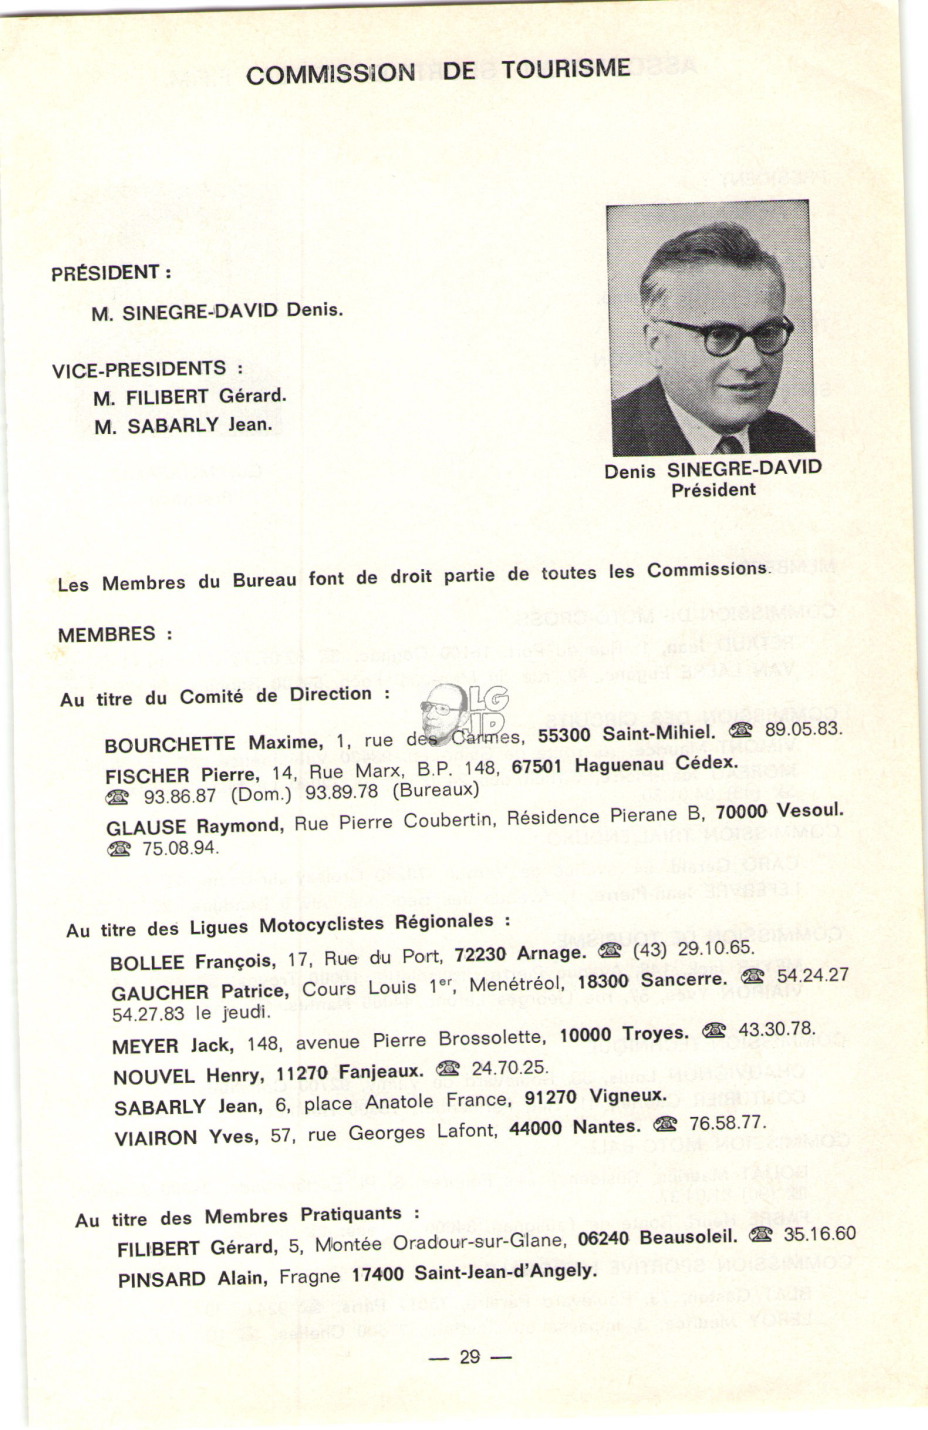 COMMISSION DE TOURISME
PRÉSIDENT :
M. SINEGRE-DAVID Denis.
VICE-PRESIDENTS :
M. FILIBERT Gérard.
M. SABARLY Jean.
Denis SINEGRE-DAVID
Président
Les Membres du Bureau font de droit partie de toutes les Commissions.
MEMBRES :
Au titre du Comité de Direction :
LG
IP
BOURCHETTE Maxime, 1, rue des Carmes, 55300 Saint-Mihiel. ☎ 89.05.83.
FISCHER Pierre, 14, Rue Marx, B.P. 148, 67501 Haguenau Cédex.
☎ 93.86.87 (Dom.) 93.89.78 (Bureaux)
GLAUSE Raymond, Rue Pierre Coubertin, Résidence Pierane B, 70000 Vesoul.
☎ 75.08.94.
Au titre des Ligues Motocyclistes Régionales :
BOLLEE François, 17, Rue du Port, 72230 Arnage. ☎ (43) 29.10.65.
GAUCHER Patrice, Cours Louis 1er, Menétréol, 18300 Sancerre. ☎ 54.24.27
54.27.83 le jeudi.
MEYER Jack, 148, avenue Pierre Brossolette, 10000 Troyes. ☎ 43.30.78.
NOUVEL Henry, 11270 Fanjeaux. ☎ 24.70.25.
SABARLY Jean, 6, place Anatole France, 91270 Vigneux.
VIAIRON Yves, 57, rue Georges Lafont, 44000 Nantes. ☎ 76.58.77.
Au titre des Membres Pratiquants :
FILIBERT Gérard, 5, Montée Oradour-sur-Glane, 06240 Beausoleil. ☎ 35.16.60
PINSARD Alain, Fragne 17400 Saint-Jean-d'Angely.
— 29 —